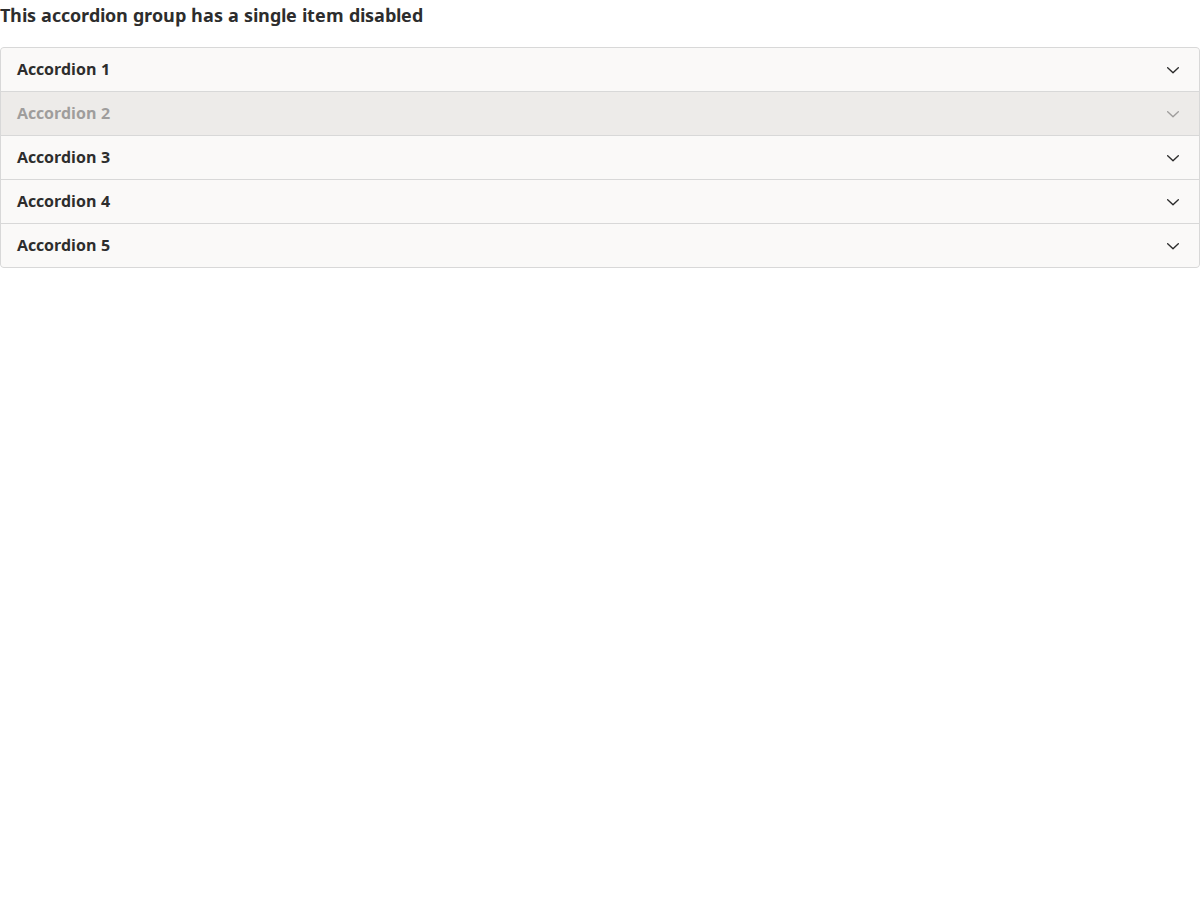 This accordion group has a single item disabled
Accordion 1
Accordion 2
Accordion 3
Accordion 4
Accordion 5